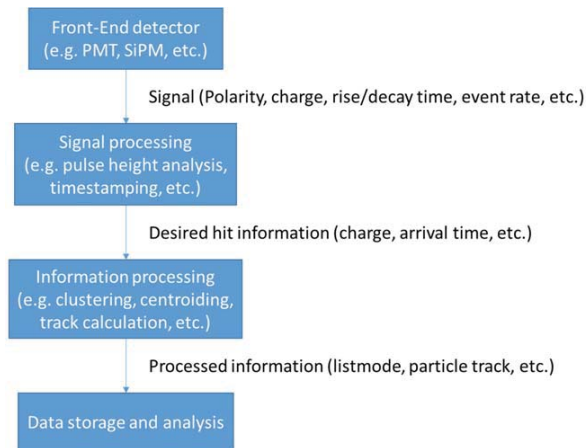 Front-End detector
(e.g. PMT, SiPM, etc.)
Signal (Polarity, charge, rise/decay time, event rate, etc.)
Signal processing
(e.g. pulse height analysis,
timestamping, etc.)
Desired hit information (charge, arrival time, etc.)
Information processing
(e.g. clustering, centroiding,
track calculation, etc.)
Processed information (listmode, particle track, etc.)
Data storage and analysis